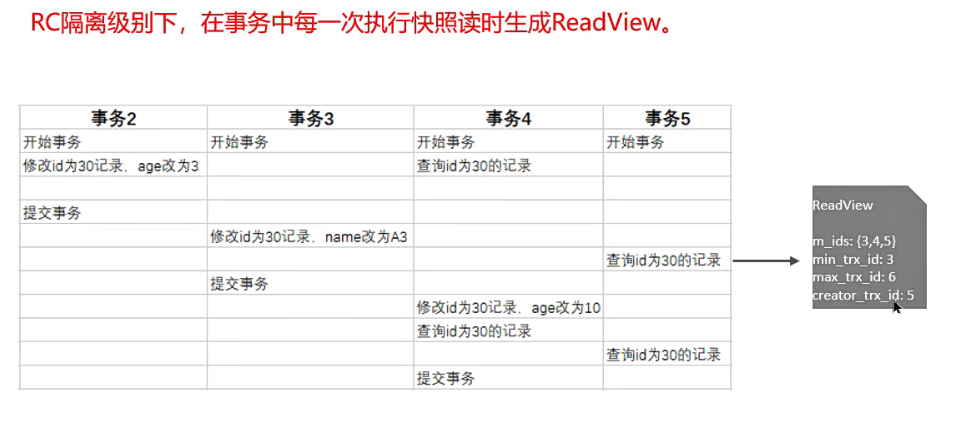 RC隔离级别下，在事务中每一次执行快照读时生成ReadView。
事务2 事务3 事务4 事务5
开始事务 开始事务 开始事务 开始事务
修改id为30记录，age改为3 查询id为30的记录
提交事务
修改id为30记录，name改为A3
查询id为30的记录
提交事务
修改id为30记录，age改为10
查询id为30的记录
查询id为30的记录
提交事务
ReadView
m_ids: {3,4,5}
min_trx_id: 3
max_trx_id: 6
creator_trx_id: 5